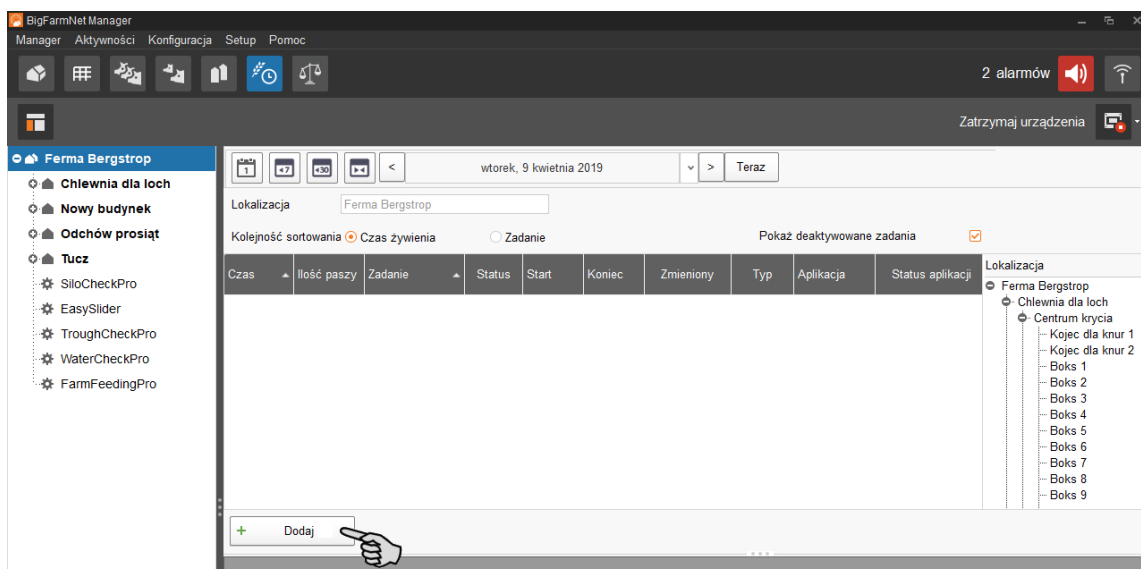 BigFarmNet Manager
Manager Aktywności Konfiguracja Setup Pomoc
2 alarmów
Zatrzymaj urządzenia
Ferma Bergstrop
Chlewnia dla loch
Nowy budynek
Odchów prosiąt
Tucz
SiloCheckPro
EasySlider
TroughCheckPro
WaterCheckPro
FarmFeedingPro
1 7 30 < wtorek, 9 kwietnia 2019 > Teraz
Lokalizacja Ferma Bergstrop
Kolejność sortowania Czas żywienia Zadanie Pokaż deaktywowane zadania
Czas Ilość paszy Zadanie Status Start Koniec Zmieniony Typ Aplikacja Status aplikacji
Lokalizacja
Ferma Bergstrop
Chlewnia dla loch
Centrum krycia
Kojec dla knur 1
Kojec dla knur 2
Boks 1
Boks 2
Boks 3
Boks 4
Boks 5
Boks 6
Boks 7
Boks 8
Boks 9
+ Dodaj